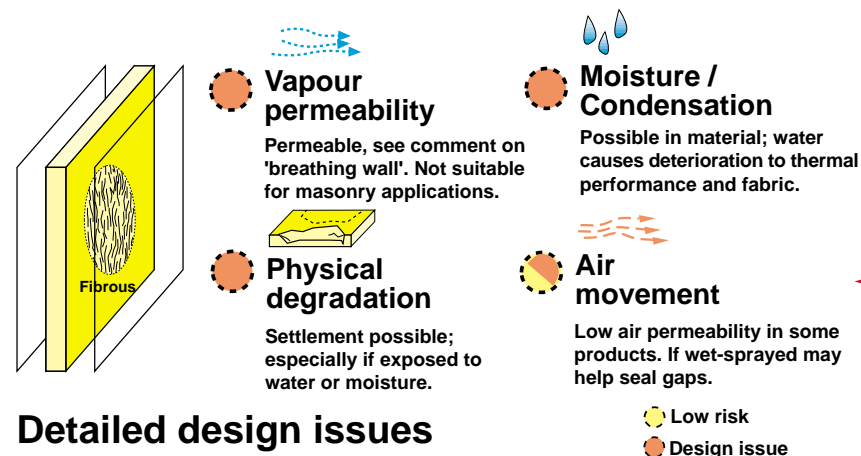 Fibrous
Vapour
permeability
Permeable, see comment on
'breathing wall'. Not suitable
for masonry applications.
Moisture /
Condensation
Possible in material; water
causes deterioration to thermal
performance and fabric.
Physical
degradation
Settlement possible;
especially if exposed to
water or moisture.
Air
movement
Low air permeability in some
products. If wet-sprayed may
help seal gaps.
Detailed design issues
Low risk
Design issue